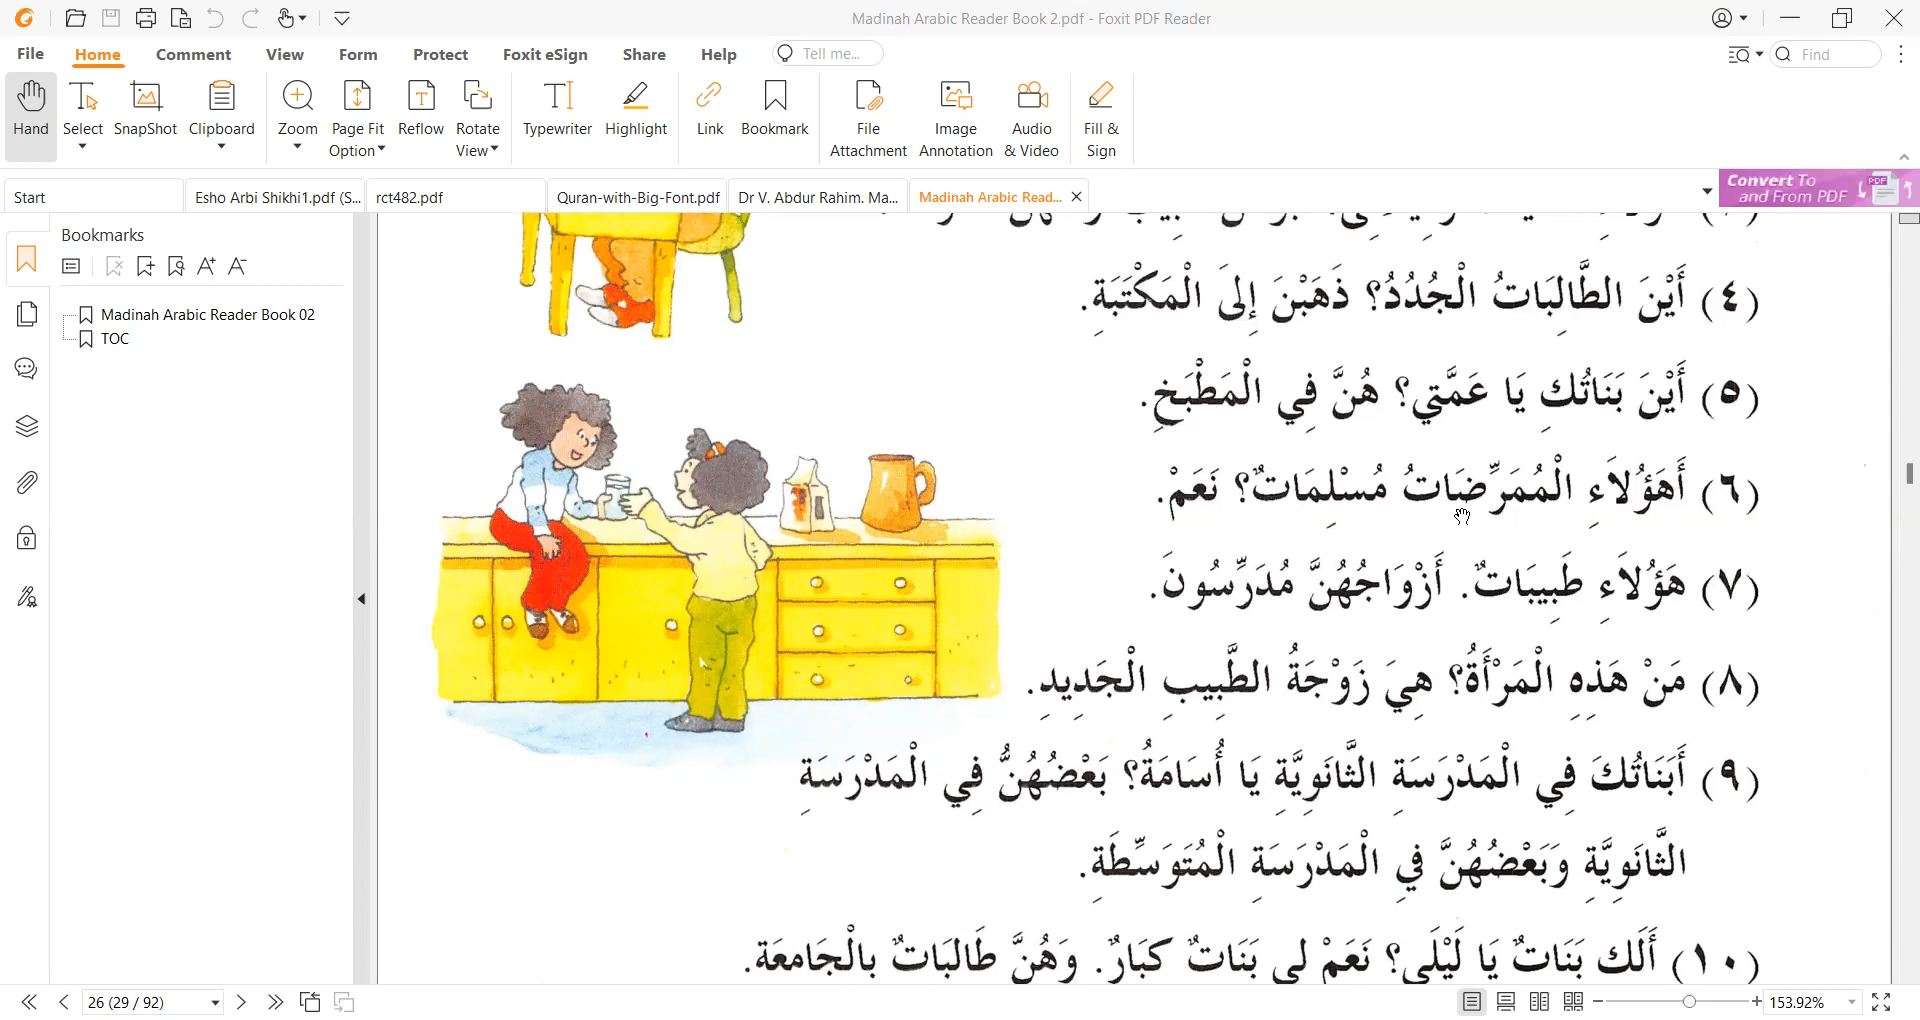 Madinah Arabic Reader Book 2.pdf - Foxit PDF Reader
File Home Comment View Form Protect Foxit eSign Share Help Tell me... Find
Hand Select SnapShot Clipboard Zoom Page Fit Option Reflow Rotate View Typewriter Highlight Link Bookmark File Attachment Image Annotation Audio & Video Fill & Sign
Start Esho Arbi Shikhi1.pdf (S... rct482.pdf Quran-with-Big-Font.pdf Dr V. Abdur Rahim. Ma... Madinah Arabic Read... Convert To and From PDF PDF
Bookmarks
Madinah Arabic Reader Book 02
TOC
(٤) أَيْنَ الطَّالِبَاتُ الْجُدُدُ؟ ذَهَبْنَ إِلىَ الْمَكْتَبَةِ.
(٥) أَيْنَ بَنَاتُكِ يَا عَمَّتِي؟ هُنَّ فِي الْمَطْبَخِ.
(٦) أَهَؤُلاَءِ الْمُمَرِّضَاتُ مُسْلِمَاتٌ؟ نَعَمْ.
(٧) هَؤُلاَءِ طَبِيبَاتٌ. أَزْوَاجُهُنَّ مُدَرِّسُونَ.
(٨) مَنْ هَذِهِ الْمَرْأَةُ؟ هِيَ زَوْجَةُ الطَّبِيبِ الْجَدِيدِ.
(٩) أَبَنَاتُكَ فِي الْمَدْرَسَةِ الثَّانَوِيَّةِ يَا أُسَامَةُ؟ بَعْضُهُنَّ فِي الْمَدْرَسَةِ
الثَّانَوِيَّةِ وَبَعْضُهُنَّ فِي الْمَدْرَسَةِ الْمُتَوَسِّطَةِ.
(١٠) أَلَكِ بَنَاتٌ يَا لَيْلَى؟ نَعَمْ لِي بَنَاتٌ كِبَارٌ. وَهُنَّ طَالِبَاتٌ بِالْجَامِعَةِ.
26 (29 / 92) 153.92%